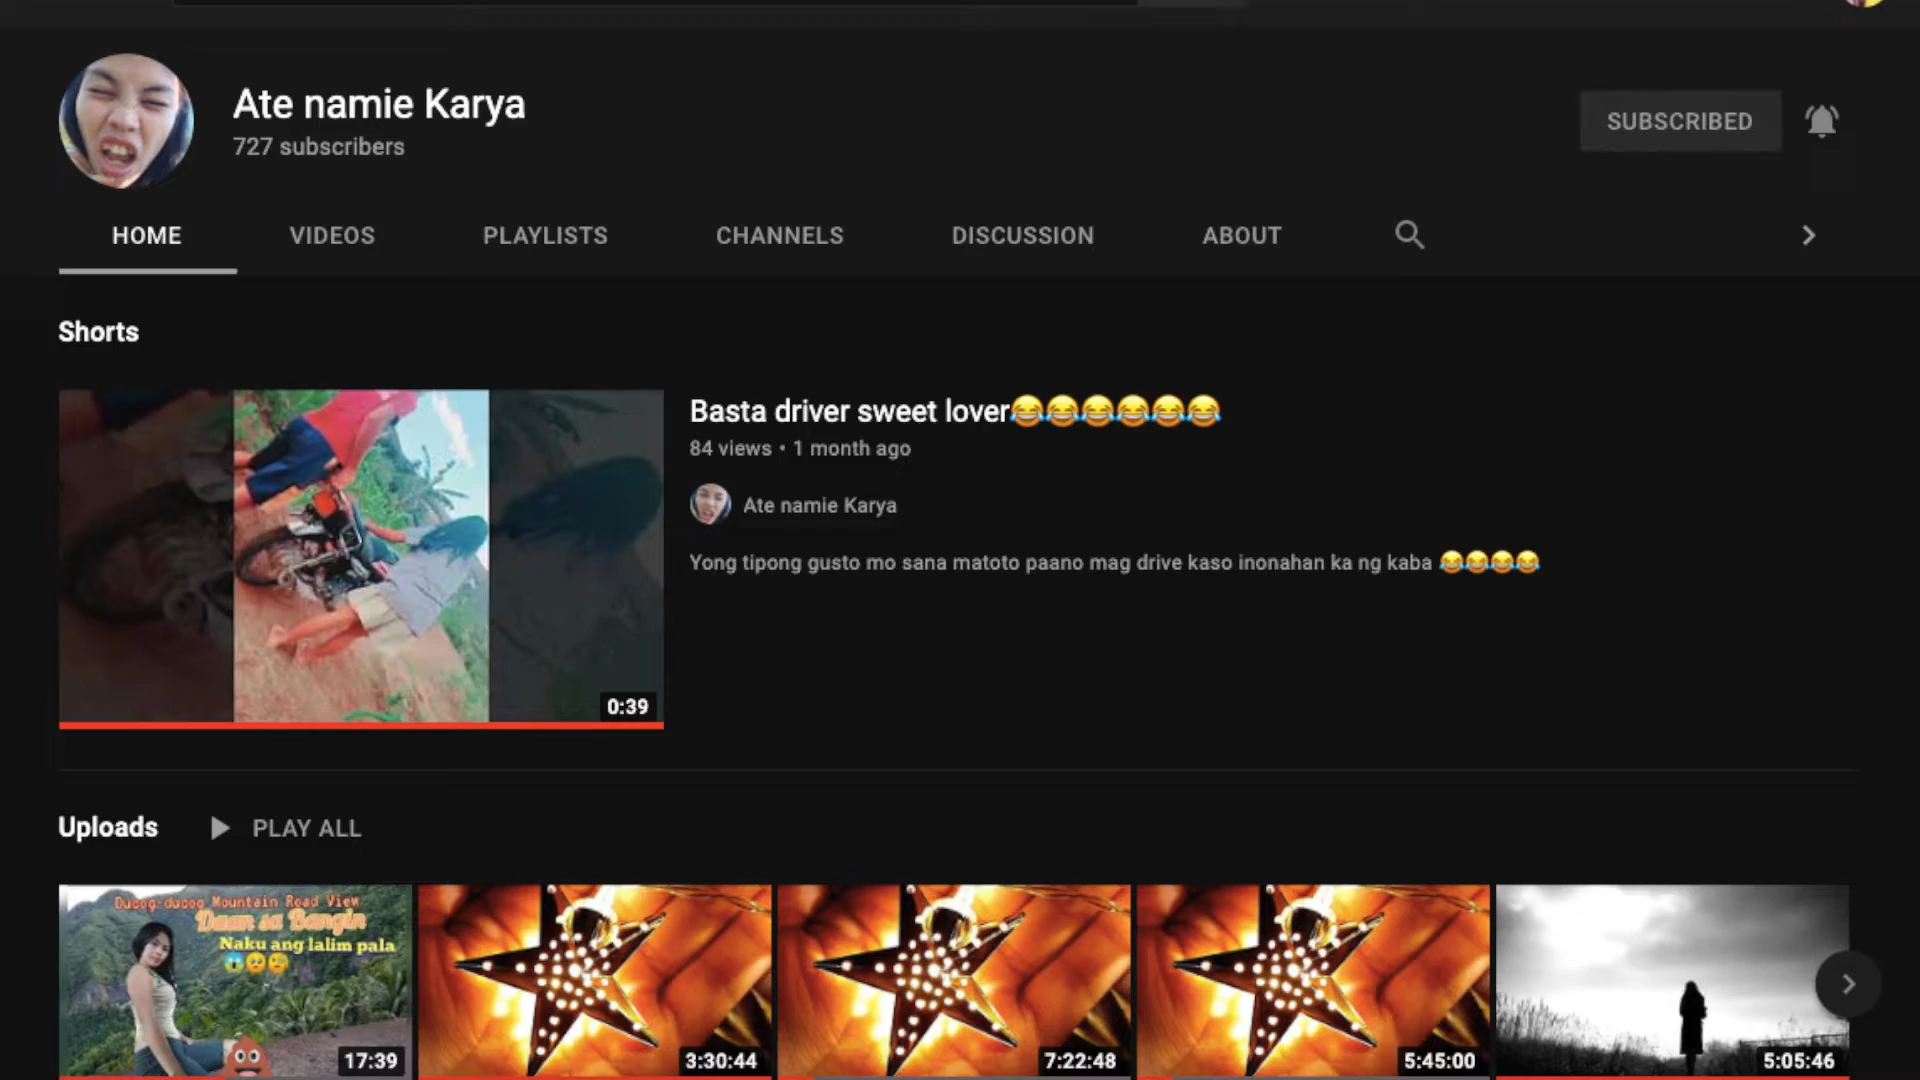 Ate namie Karya
727 subscribers
SUBSCRIBED
HOME
VIDEOS
PLAYLISTS
CHANNELS
DISCUSSION
ABOUT
Shorts
0:39
Basta driver sweet lover😂😂😂😂😂😂
84 views • 1 month ago
Ate namie Karya
Yong tipong gusto mo sana matoto paano mag drive kaso inonahan ka ng kaba 😂😂😂😂
Uploads
PLAY ALL
Ducog-ducog Mountain Road View
Daan sa Bangin
Naku ang lalim pala
17:39
3:30:44
7:22:48
5:45:00
5:05:46